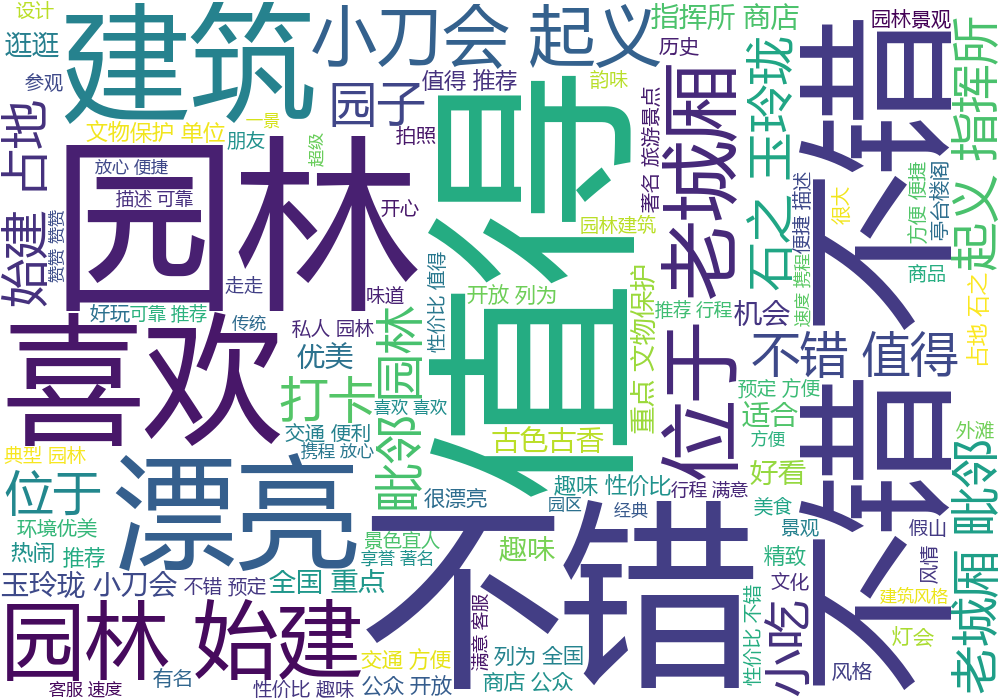 设计
逛逛
参观
建筑
小刀会 起义
指挥所 商店
历史
园林景观
值得 推荐
韵味
园子
拍照
文物保护 单位
一景
朋友
超级
占地
放心 便捷
描述 可靠
园林
开心
值得
著名 旅游景点
老城厢
玉玲珑
石之
不错
指挥所
起义
方便 便捷
亭台楼阁
很大
便捷 描述
速度 携程
商品
占地 石之
始建
赞赞 赞赞
走走
味道
性价比 值得
园林建筑
开放 列为
重点 文物保护
推荐 行程
机会
好玩
可靠 推荐
传统
私人 园林
毗邻
园林
优美
喜欢
打卡
喜欢 喜欢
交通 便利
携程 放心
位于
不错 值得
预定 方便
适合
方便
外滩
不错
毗邻
老城厢
典型 园林
位于
漂亮
古色古香
很漂亮
趣味 性价比
园区
经典
行程 满意
好看
美食
景观
假山
环境优美
热闹
推荐
景色宜人
享誉 著名
趣味
不错
精致
文化
风情
建筑风格
玉玲珑 小刀会
不错 预定
全国 重点
园林 始建
满意 客服
性价比 不错
小吃
灯会
风格
交通 方便
列为 全国
客服 速度
有名
性价比 趣味
公众 开放
商店 公众